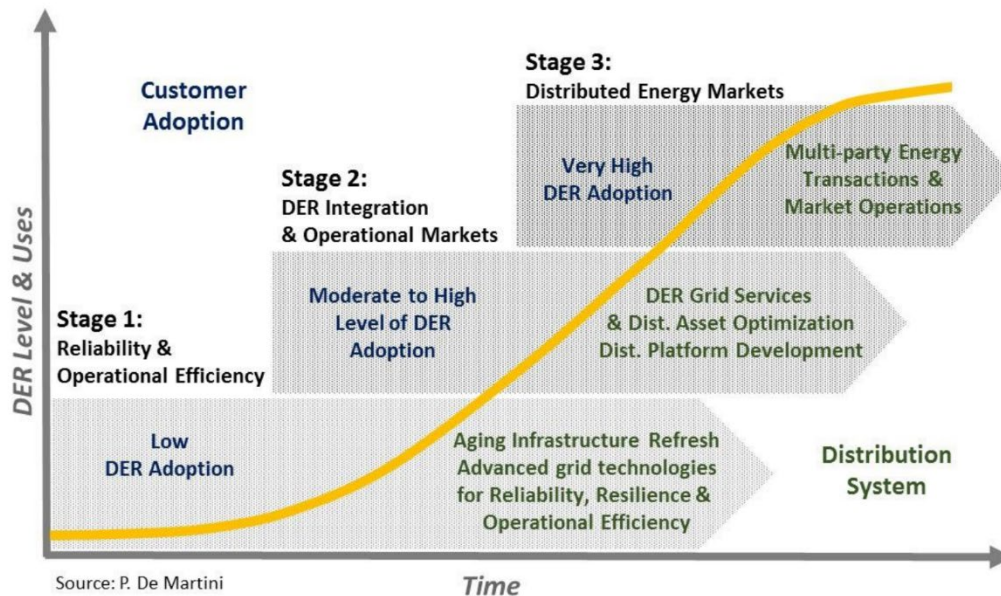 Customer
Adoption
Stage 3:
Distributed Energy Markets
Very High
DER Adoption
Multi-party Energy
Transactions &
Market Operations
Stage 2:
DER Integration
& Operational Markets
Moderate to High
Level of DER
Adoption
DER Grid Services
& Dist. Asset Optimization
Dist. Platform Development
Stage 1:
Reliability &
Operational Efficiency
Low
DER Adoption
Aging Infrastructure Refresh
Advanced grid technologies
for Reliability, Resilience &
Operational Efficiency
Distribution
System
DER Level & Uses
Time
Source: P. De Martini